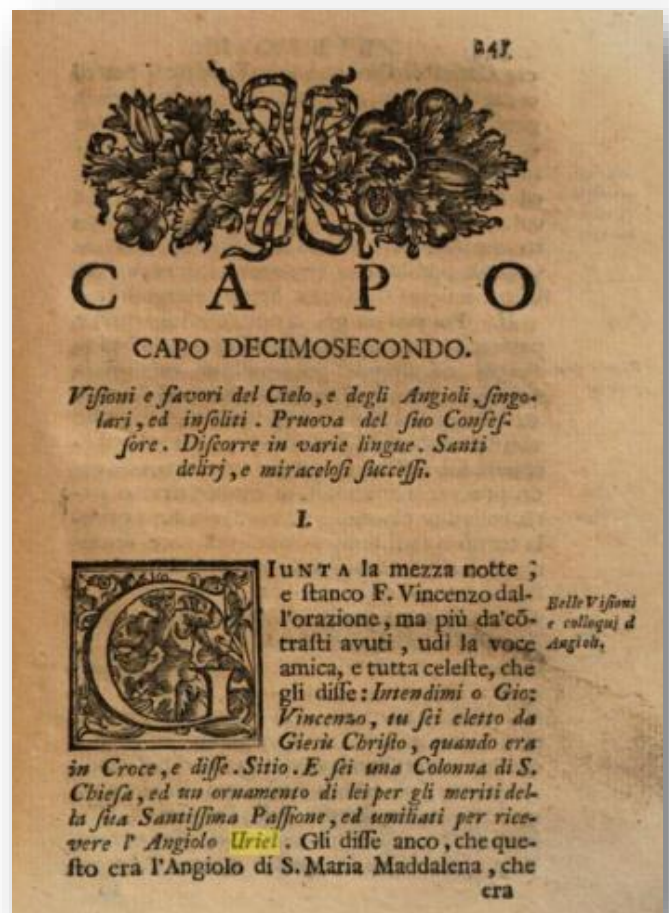 245.
CAPO
CAPO DECIMOSECONDO.
Viſioni e favori del Cielo, e degli Angioli, ſingo-
lari, ed inſoliti. Pruova del ſuo Confeſ-
ſore. Diſcorre in varie lingue. Santi
delirj, e miracoloſi ſucceſſi.
I.
GIUNTA la mezza notte;
e ſtanco F. Vincenzo dal-
l'orazione, ma più da'cõ-
traſti avuti, udì la voce
amica, e tutta celeſte, che
gli diſſe: Intendimi o Gio:
Vincenzo, tu ſei eletto da
Gieſù Chriſto, quando era
in Croce, e diſſe. Sitio. E ſei una Colonna di S.
Chieſa, ed un ornamento di lei per gli meriti del-
la ſua Santiſſima Paſſione, ed umiliati per rice-
vere l' Angiolo Uriel. Gli diſſe anco, che que-
ſto era l'Angiolo di S. Maria Maddalena, che
era
Belle Viſioni
e colloqui d
Angioli.